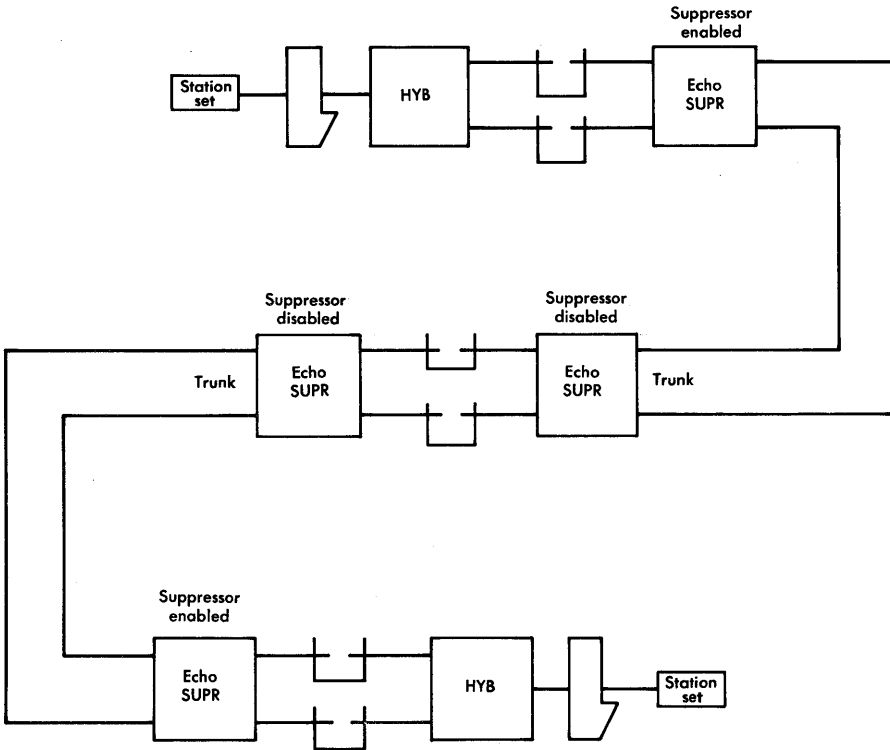 Suppressor
enabled
Station
set
HYB
Echo
SUPR
Suppressor
disabled
Suppressor
disabled
Trunk
Echo
SUPR
Echo
SUPR
Trunk
Suppressor
enabled
Echo
SUPR
HYB
Station
set